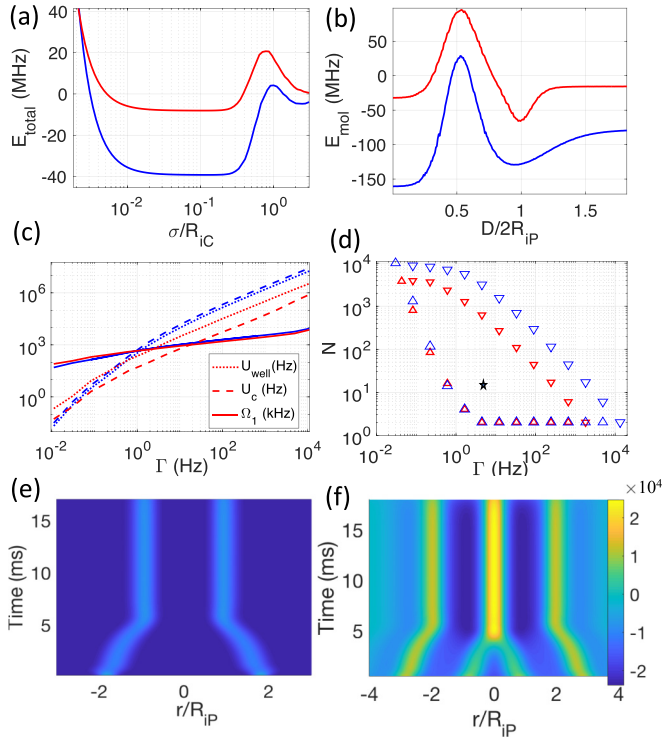 (a)
40
20
0
-20
-40
E_total (MHz)
10^-2
10^-1
10^0
σ/R_iC
(b)
50
0
-50
-100
-150
E_mol (MHz)
0.5
1
1.5
D/2R_iP
(c)
10^6
10^3
10^0
U_well(Hz)
U_c (Hz)
Ω_1 (kHz)
10^-2
10^0
10^2
10^4
Γ (Hz)
(d)
10^4
10^3
10^2
10^1
10^0
N
10^-2
10^0
10^2
10^4
Γ (Hz)
(e)
15
10
5
Time (ms)
-2
0
2
r/R_iP
(f)
15
10
5
Time (ms)
-4
-2
0
2
4
r/R_iP
×10^4
2
1
0
-1
-2